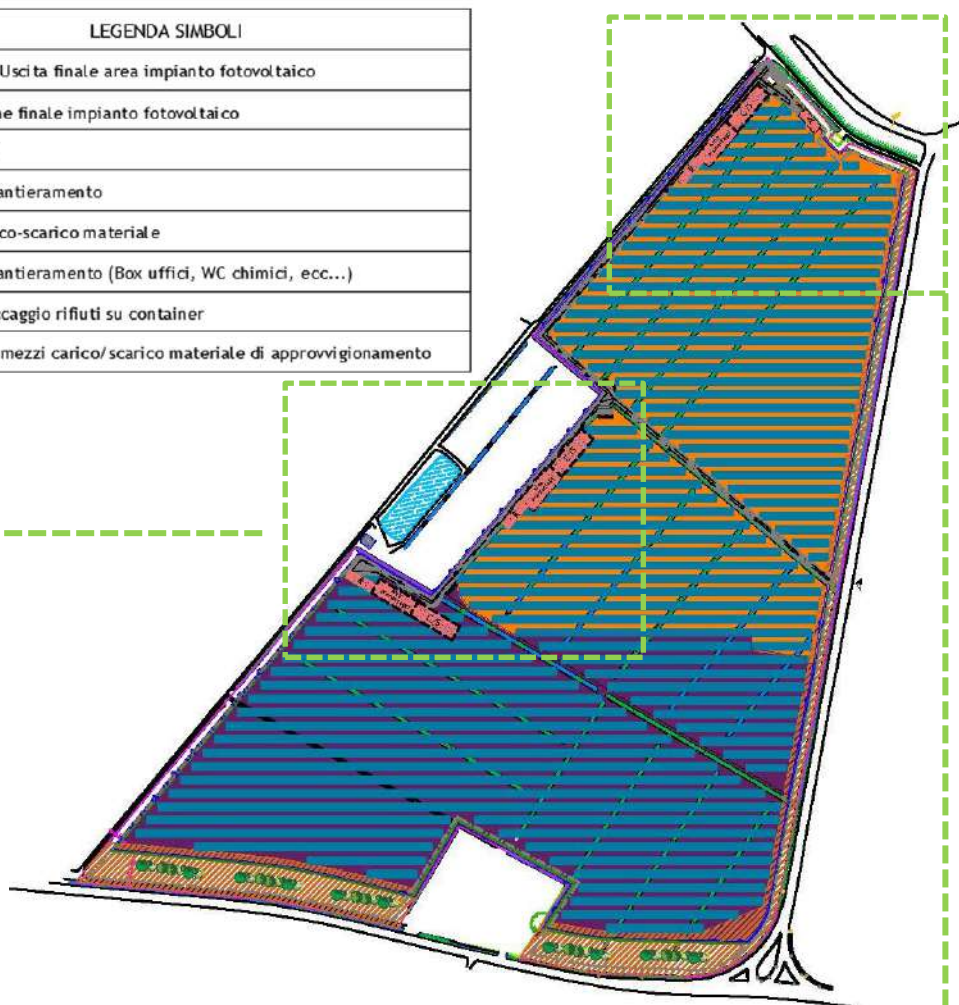 LEGENDA SIMBOLI
Uscita finale area impianto fotovoltaico
e finale impianto fotovoltaico
antieramento
co-scarico materiale
antieramento (Box uffici, WC chimici, ecc...)
caggio rifiuti su container
mezzi carico/scarico materiale di approvvigionamento